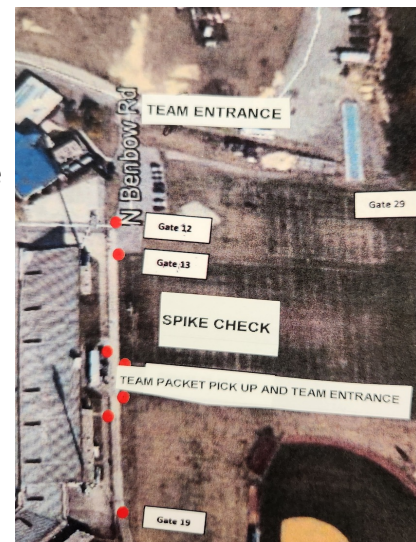 TEAM ENTRANCE
N Benbow Rd
Gate 29
Gate 12
Gate 13
SPIKE CHECK
TEAM PACKET PICK UP AND TEAM ENTRANCE
Gate 19